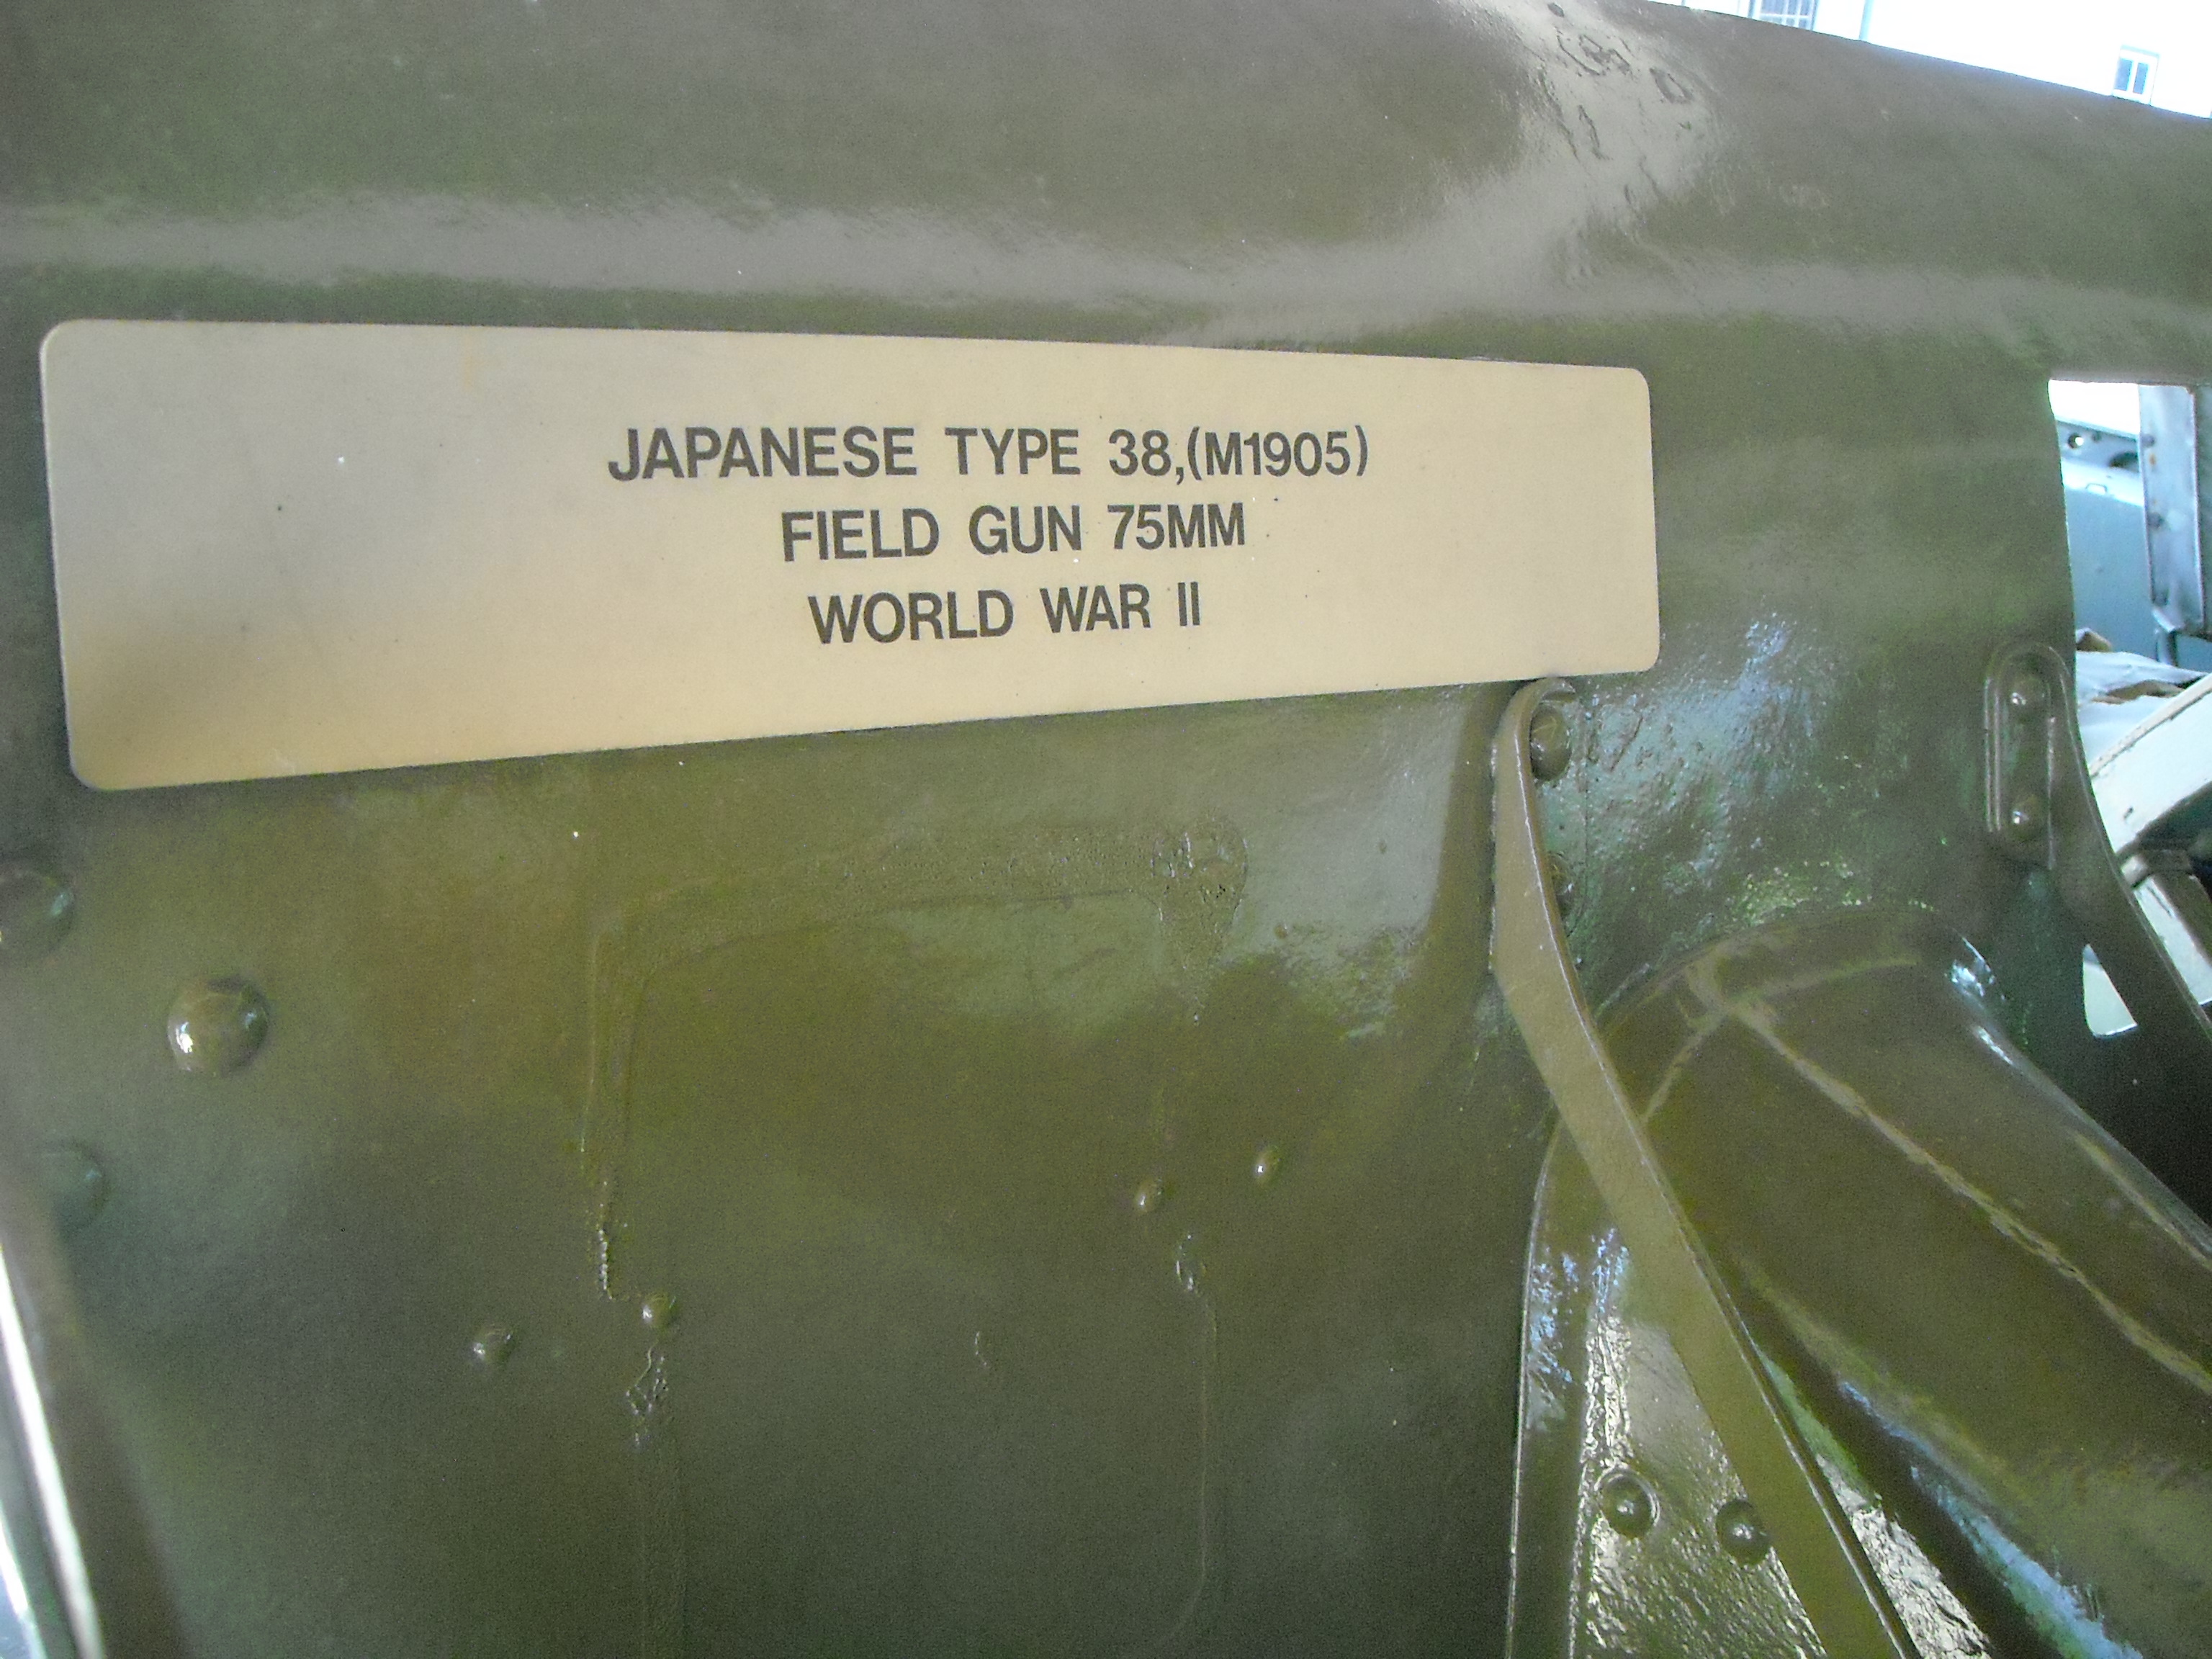 JAPANESE TYPE 38,(M1905)
FIELD GUN 75MM
WORLD WAR II